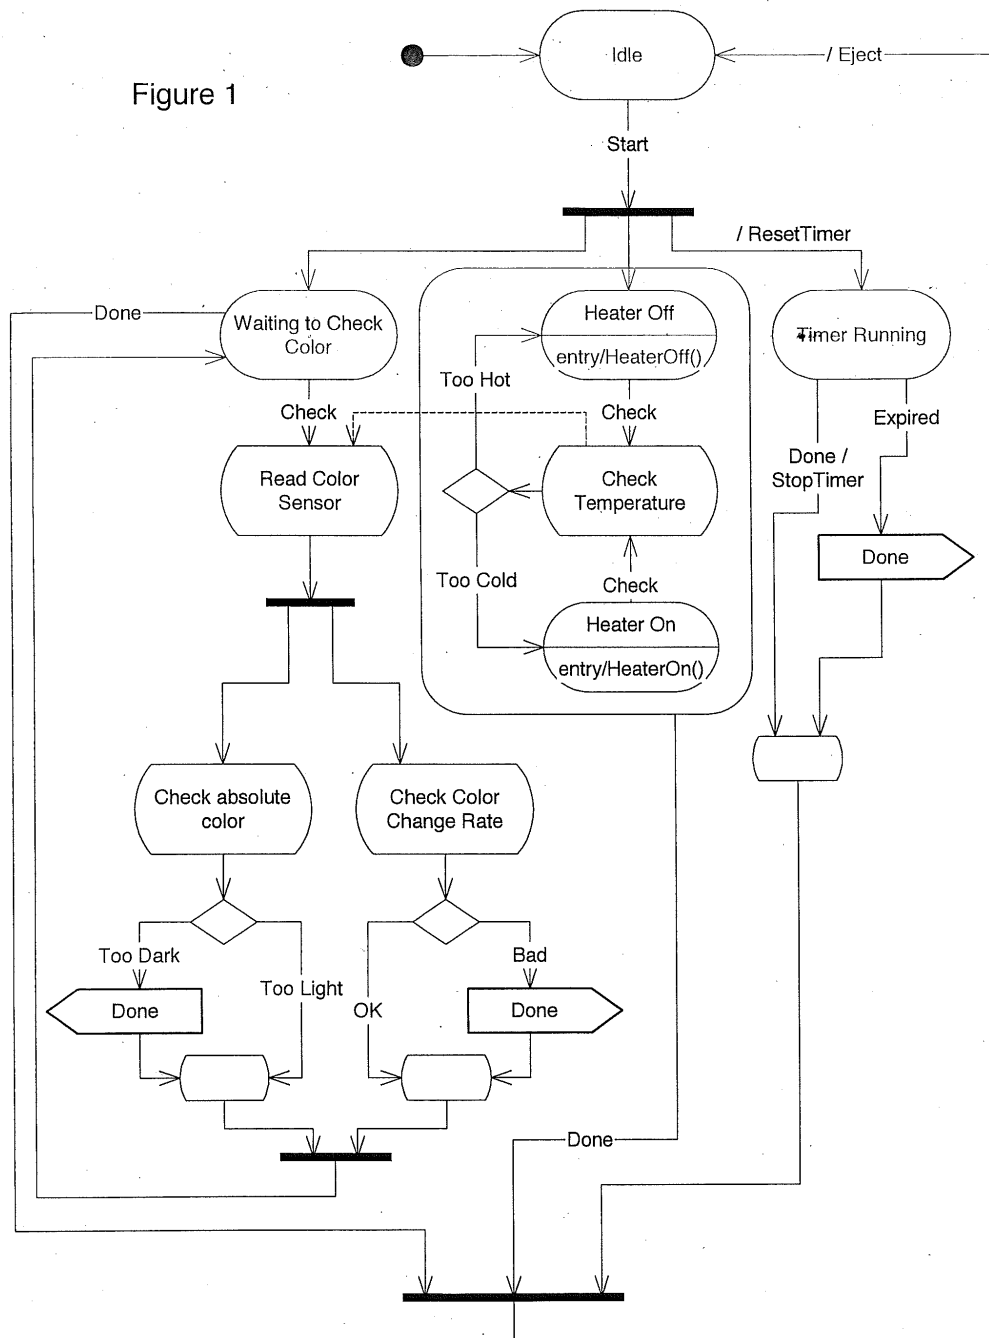 Idle
/ Eject
Figure 1
Start
/ ResetTimer
Done
Waiting to Check
Color
Heater Off
entry/HeaterOff()
Timer Running
Too Hot
Check
Check
Expired
Read Color
Sensor
Check
Temperature
Done /
StopTimer
Done
Too Cold
Check
Heater On
entry/HeaterOn()
Check absolute
color
Check Color
Change Rate
Too Dark
Too Light
Bad
OK
Done
Done
Done